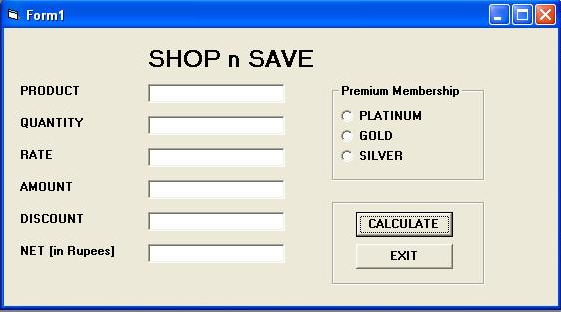 Form1
SHOP n SAVE
PRODUCT
QUANTITY
RATE
AMOUNT
DISCOUNT
NET [in Rupees]
Premium Membership
PLATINUM
GOLD
SILVER
CALCULATE
EXIT